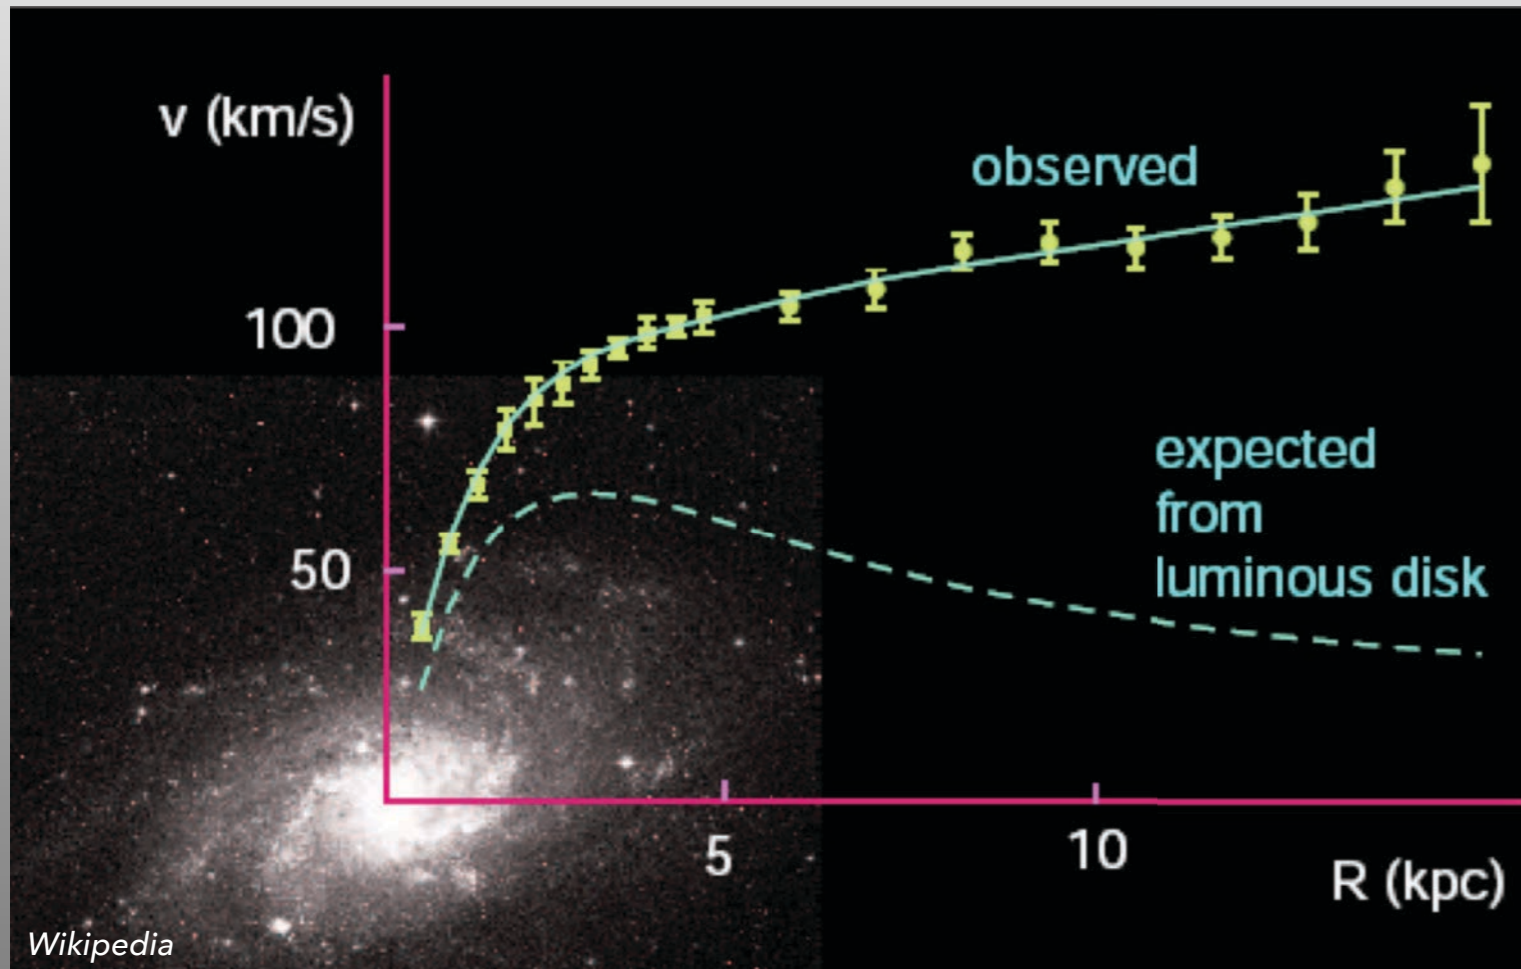 v (km/s)
observed
100
expected
from
luminous disk
50
5
10
R (kpc)
Wikipedia